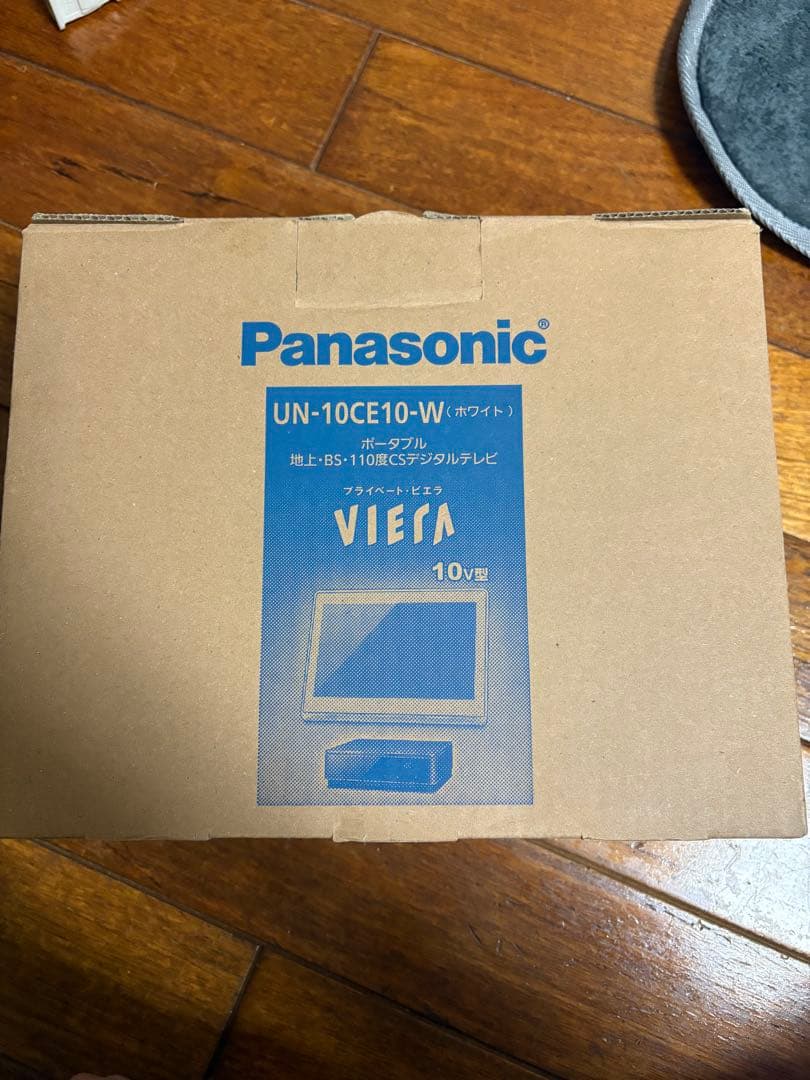 Panasonic®
UN-10CE10-W（ホワイト）
ポータブル
地上・BS・110度CSデジタルテレビ
プライベート・ビエラ
VIErA
10V型